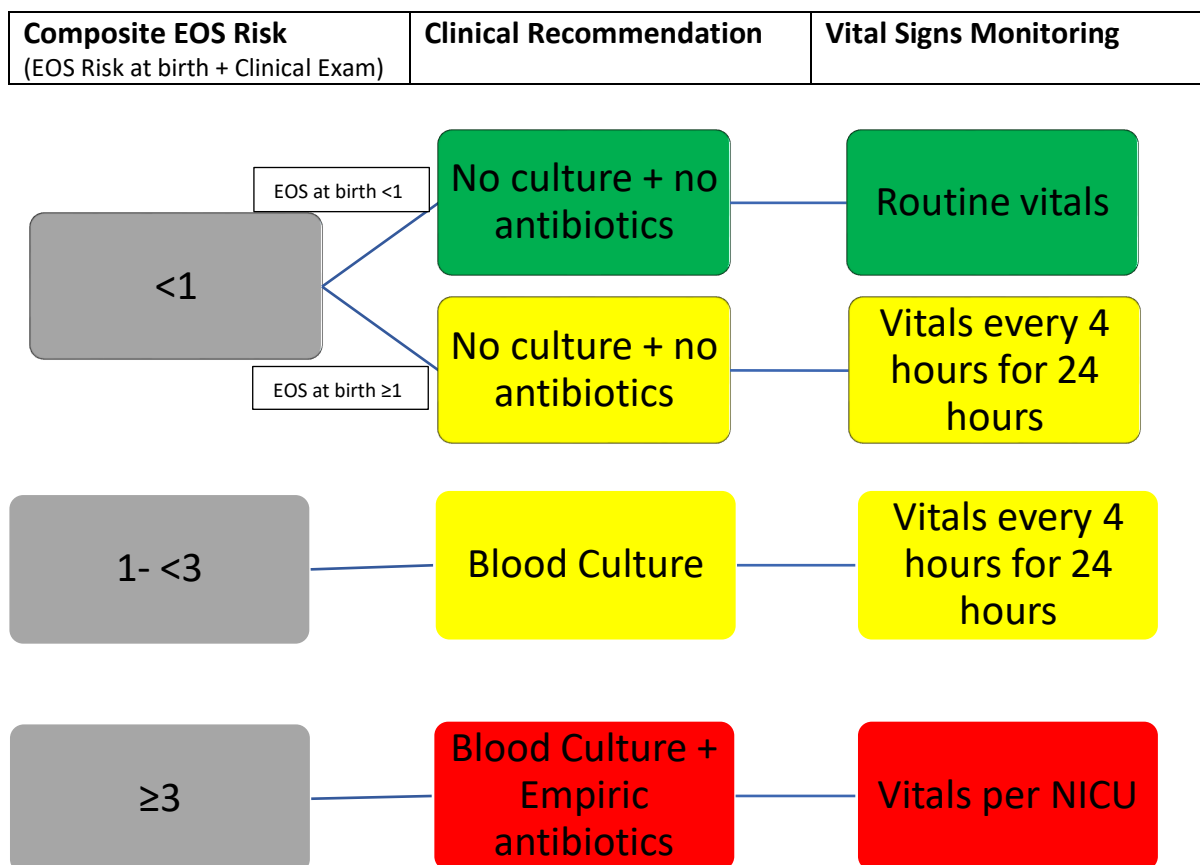 Composite EOS Risk
(EOS Risk at birth + Clinical Exam)
Clinical Recommendation
Vital Signs Monitoring
<1
EOS at birth <1
No culture + no
antibiotics
Routine vitals
EOS at birth ≥1
No culture + no
antibiotics
Vitals every 4
hours for 24
hours
1- <3
Blood Culture
Vitals every 4
hours for 24
hours
≥3
Blood Culture +
Empiric
antibiotics
Vitals per NICU